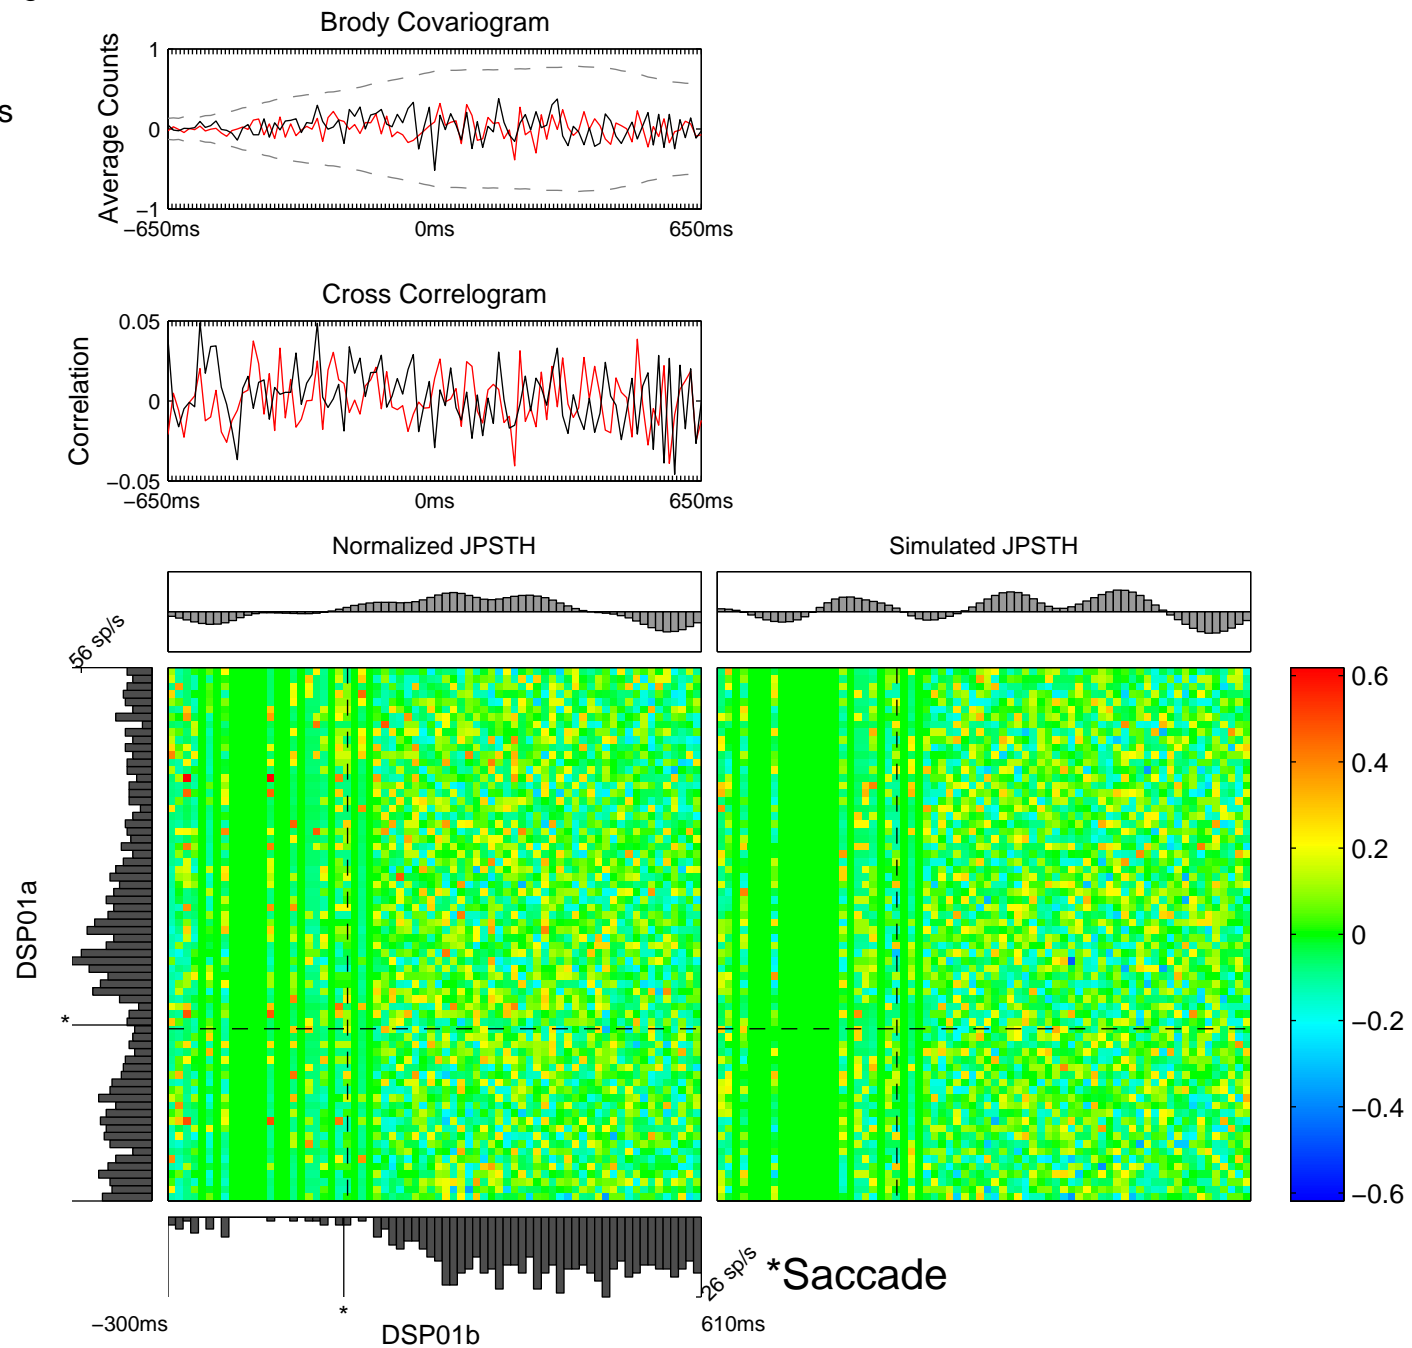 g
Brody Covariogram
s
Average Counts
1
0
−1
−650ms
0ms
650ms
Cross Correlogram
Correlation
0.05
0
−0.05
−650ms
0ms
650ms
Normalized JPSTH
Simulated JPSTH
56 sp/s
DSP01a
*
0.6
0.4
0.2
0
−0.2
−0.4
−0.6
26 sp/s
*Saccade
*
−300ms
DSP01b
610ms